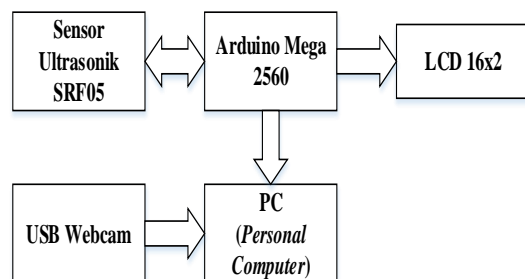 Sensor
Ultrasonik
SRF05
Arduino Mega
2560
LCD 16x2
USB Webcam
PC
(Personal
Computer)